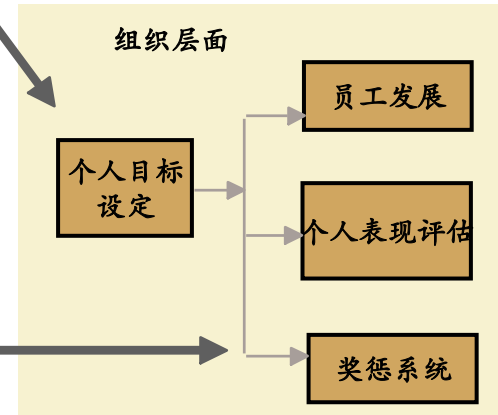 组织层面
员工发展
个人目标
设定
个人表现评估
奖惩系统